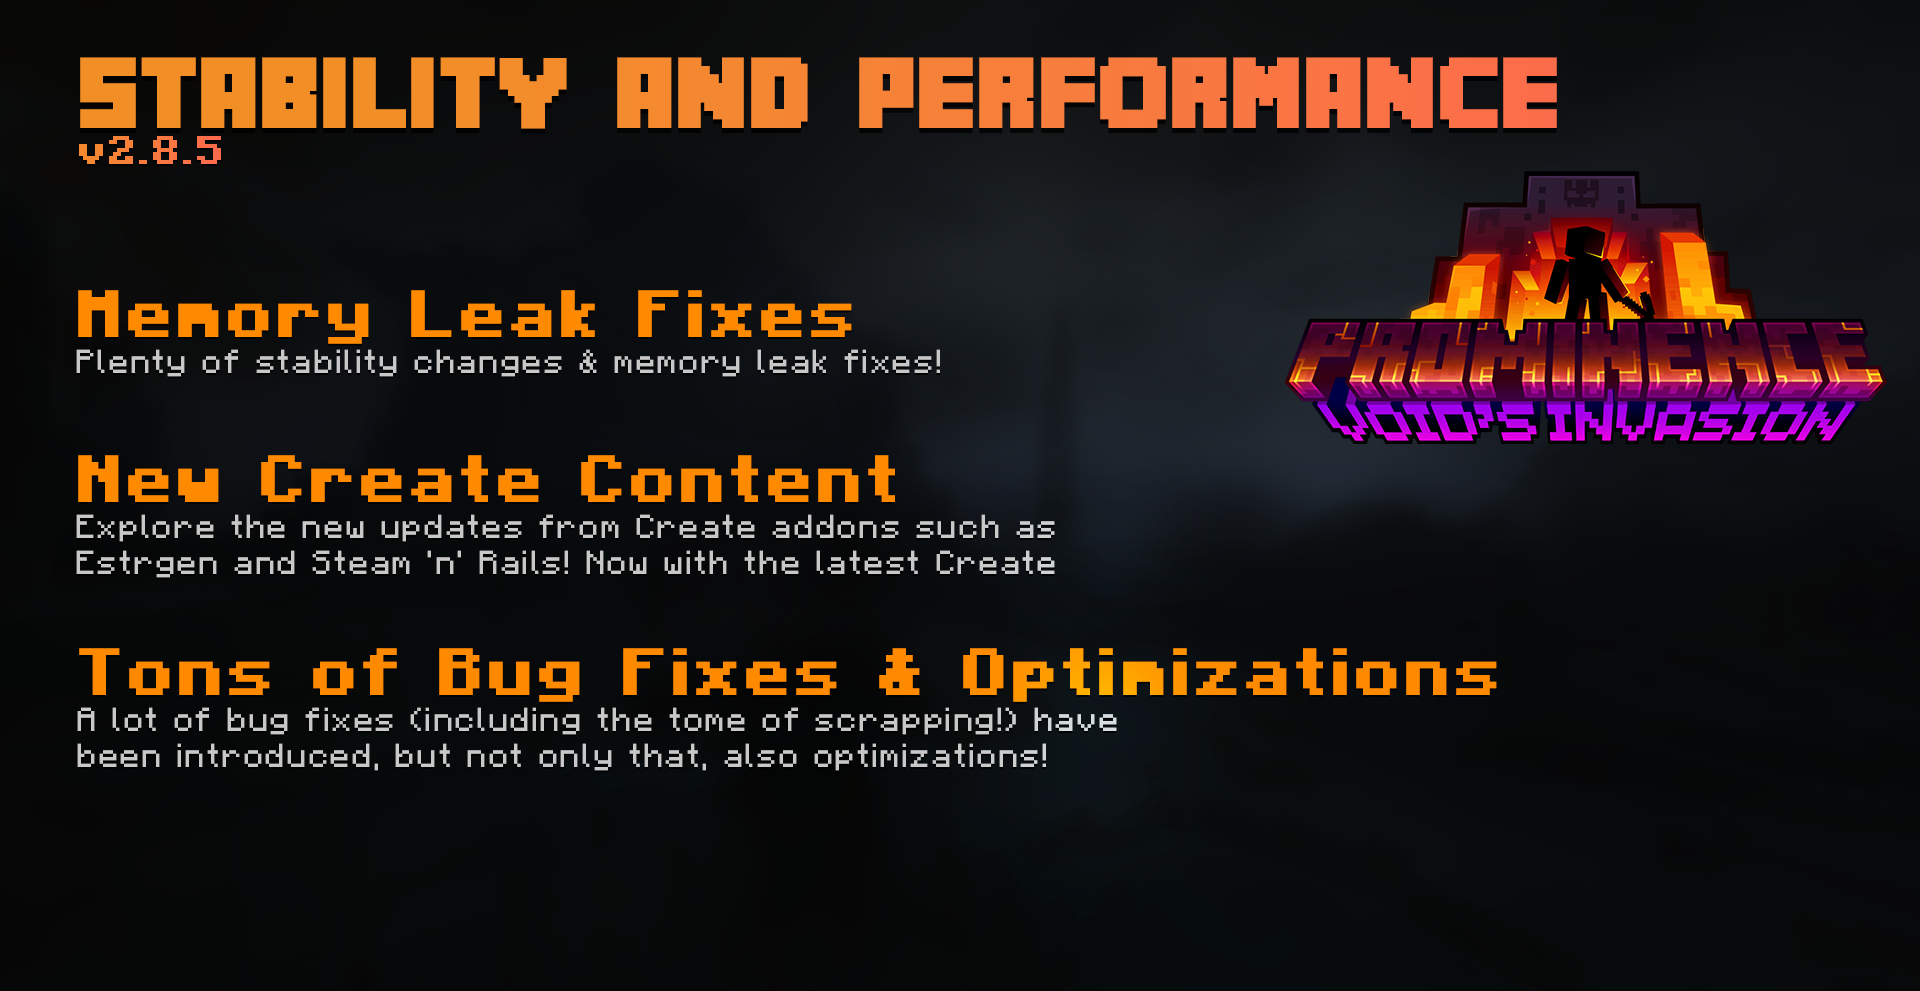 STABILITY AND PERFORMANCE
v2.8.5
PROMINENCE
VOID'S INVASION
Memory Leak Fixes
Plenty of stability changes & memory leak fixes!
New Create Content
Explore the new updates from Create addons such as
Estrgen and Steam 'n' Rails! Now with the latest Create
Tons of Bug Fixes & Optimizations
A lot of bug fixes (including the tome of scrapping!) have
been introduced, but not only that, also optimizations!